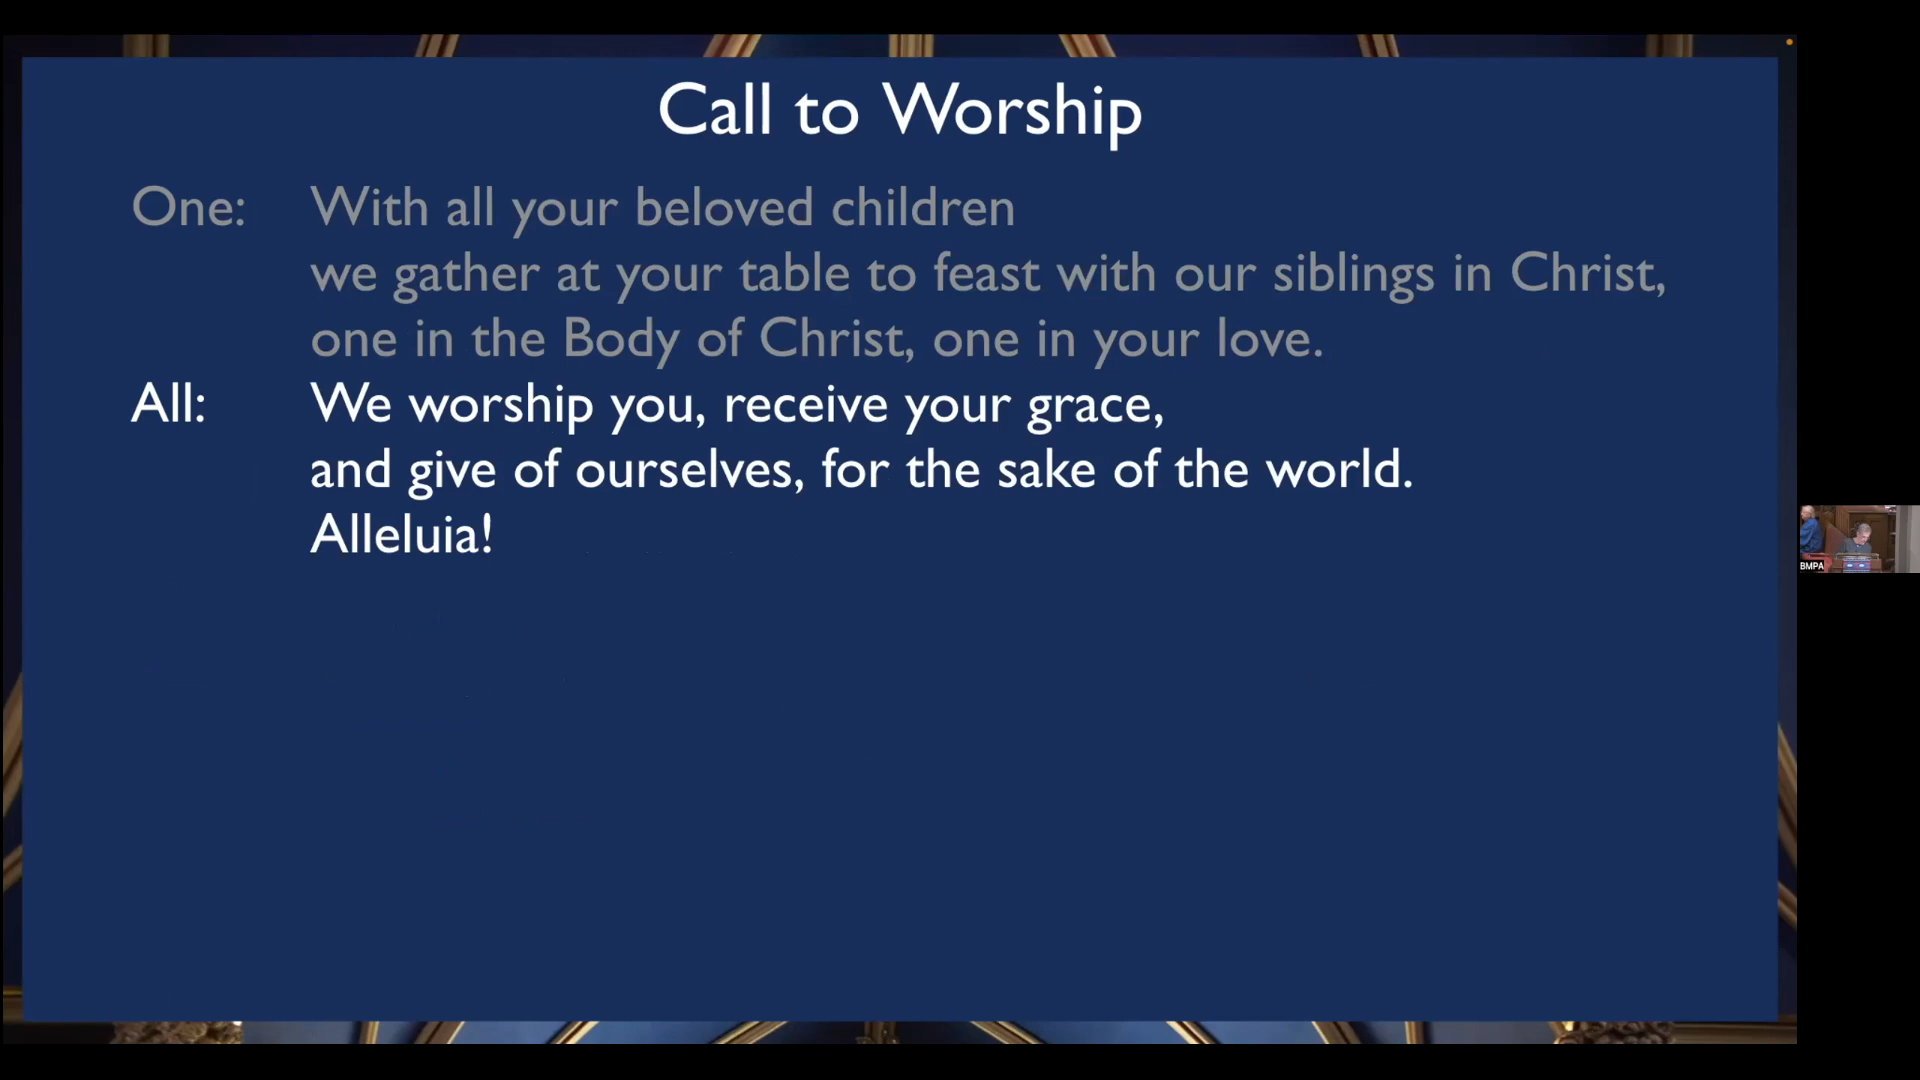 Call to Worship
One: With all your beloved children
we gather at your table to feast with our siblings in Christ,
one in the Body of Christ, one in your love.
All: We worship you, receive your grace,
and give of ourselves, for the sake of the world.
Alleluia!
BMPA